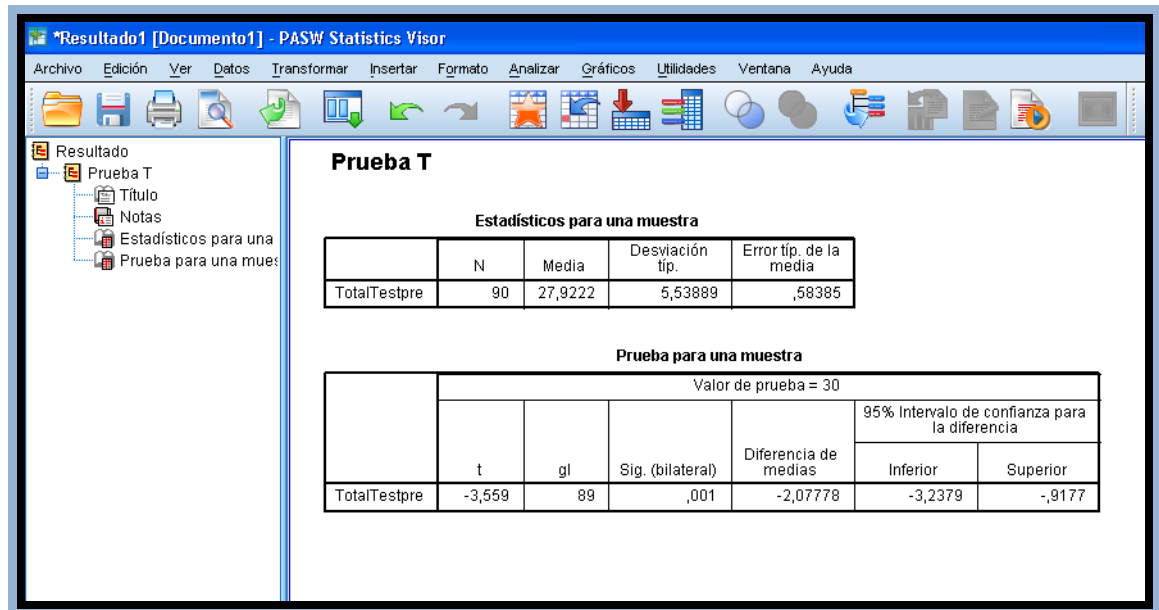 *Resultado1 [Documento1] - PASW Statistics Visor
Archivo Edición Ver Datos Transformar Insertar Formato Analizar Gráficos Utilidades Ventana Ayuda
Resultado
Prueba T
Título
Notas
Estadísticos para una
Prueba para una mues
Prueba T
Estadísticos para una muestra
N Media Desviación típ. Error típ. de la media
TotalTestpre 90 27,9222 5,53889 ,58385
Prueba para una muestra
Valor de prueba = 30
95% Intervalo de confianza para la diferencia
t gl Sig. (bilateral) Diferencia de medias Inferior Superior
TotalTestpre -3,559 89 ,001 -2,07778 -3,2379 -,9177